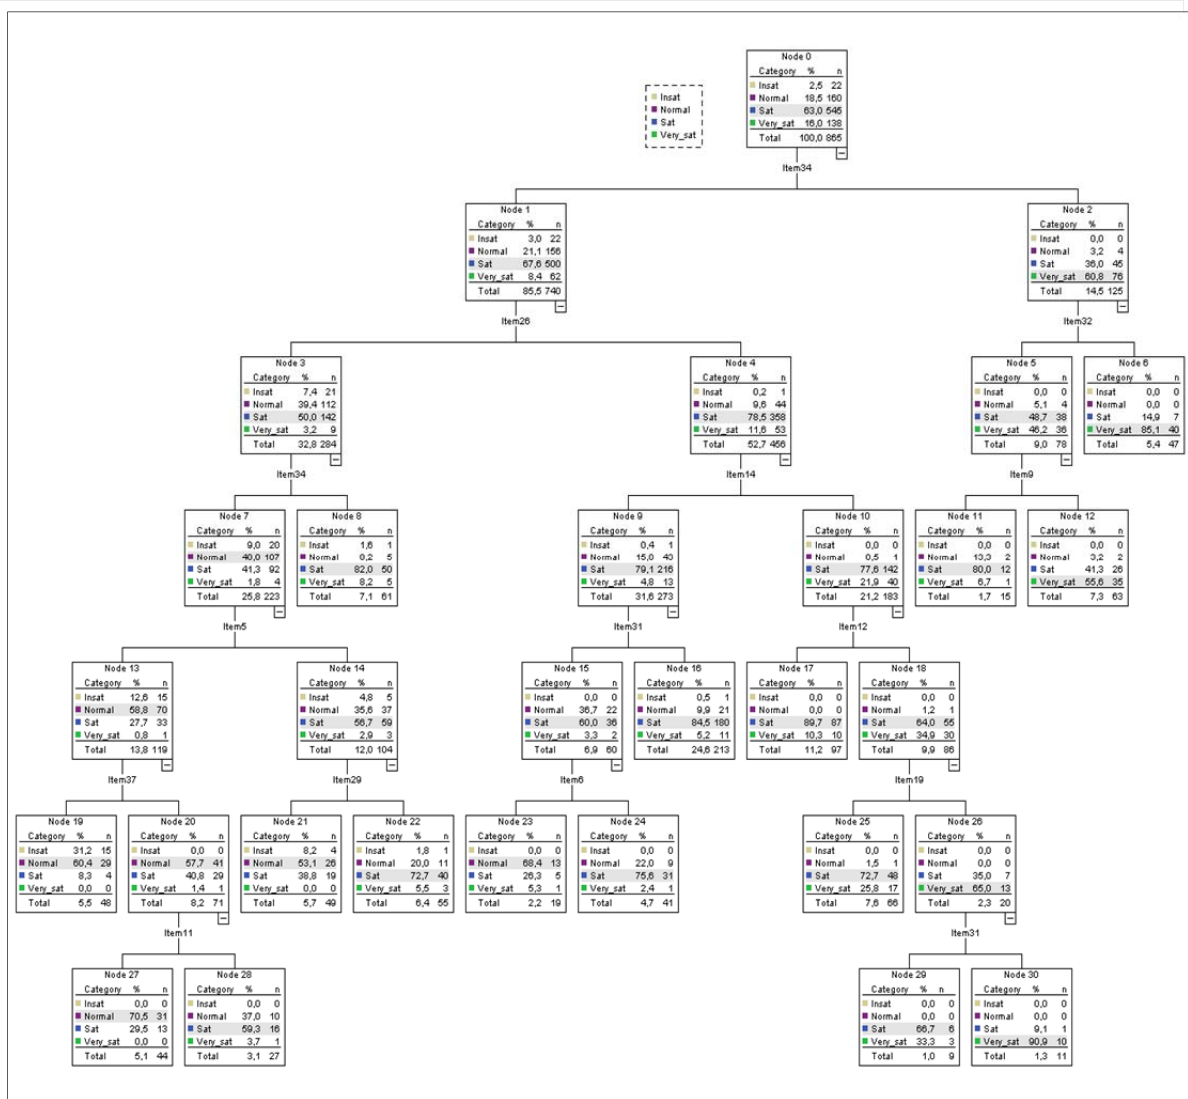 Node 0
Category % n
Insat 2,5 22
Normal 18,5 160
Sat 63,0 545
Very_sat 16,0 138
Total 100,0 865
Insat
Normal
Sat
Very_sat
Item34
Node 1
Category % n
Insat 3,0 22
Normal 21,1 156
Sat 67,6 500
Very_sat 8,4 62
Total 85,5 740
Node 2
Category % n
Insat 0,0 0
Normal 3,2 4
Sat 36,0 45
Very_sat 60,8 76
Total 14,5 125
Item26
Item32
Node 3
Category % n
Insat 7,4 21
Normal 39,4 112
Sat 50,0 142
Very_sat 3,2 9
Total 32,8 284
Node 4
Category % n
Insat 0,2 1
Normal 9,6 44
Sat 78,5 358
Very_sat 11,6 53
Total 52,7 456
Node 5
Category % n
Insat 0,0 0
Normal 5,1 4
Sat 48,7 38
Very_sat 46,2 36
Total 9,0 78
Node 6
Category % n
Insat 0,0 0
Normal 0,0 0
Sat 14,9 7
Very_sat 85,1 40
Total 5,4 47
Item34
Item14
Item9
Node 7
Category % n
Insat 9,0 20
Normal 40,0 107
Sat 41,3 92
Very_sat 1,8 4
Total 25,8 223
Node 8
Category % n
Insat 1,6 1
Normal 0,2 5
Sat 82,0 50
Very_sat 8,2 5
Total 7,1 61
Node 9
Category % n
Insat 0,4 1
Normal 15,0 40
Sat 79,1 216
Very_sat 4,8 13
Total 31,6 273
Node 10
Category % n
Insat 0,0 0
Normal 0,5 1
Sat 77,6 142
Very_sat 21,9 40
Total 21,2 183
Node 11
Category % n
Insat 0,0 0
Normal 13,3 2
Sat 80,0 12
Very_sat 6,7 1
Total 1,7 15
Node 12
Category % n
Insat 0,0 0
Normal 3,2 2
Sat 41,3 26
Very_sat 55,6 35
Total 7,3 63
Item5
Item31
Item12
Node 13
Category % n
Insat 12,6 15
Normal 58,8 70
Sat 27,7 33
Very_sat 0,8 1
Total 13,8 119
Node 14
Category % n
Insat 4,8 5
Normal 35,6 37
Sat 56,7 59
Very_sat 2,9 3
Total 12,0 104
Node 15
Category % n
Insat 0,0 0
Normal 36,7 22
Sat 60,0 36
Very_sat 3,3 2
Total 6,9 60
Node 16
Category % n
Insat 0,5 1
Normal 9,9 21
Sat 84,5 180
Very_sat 5,2 11
Total 24,6 213
Node 17
Category % n
Insat 0,0 0
Normal 0,0 0
Sat 89,7 87
Very_sat 10,3 10
Total 11,2 97
Node 18
Category % n
Insat 0,0 0
Normal 1,2 1
Sat 64,0 55
Very_sat 34,9 30
Total 9,9 86
Item37
Item29
Item6
Item19
Node 19
Category % n
Insat 31,2 15
Normal 60,4 29
Sat 8,3 4
Very_sat 0,0 0
Total 5,5 48
Node 20
Category % n
Insat 0,0 0
Normal 57,7 41
Sat 40,8 29
Very_sat 1,4 1
Total 8,2 71
Node 21
Category % n
Insat 8,2 4
Normal 53,1 26
Sat 38,8 19
Very_sat 0,0 0
Total 5,7 49
Node 22
Category % n
Insat 1,8 1
Normal 20,0 11
Sat 72,7 40
Very_sat 5,5 3
Total 6,4 55
Node 23
Category % n
Insat 0,0 0
Normal 68,4 13
Sat 26,3 5
Very_sat 5,3 1
Total 2,2 19
Node 24
Category % n
Insat 0,0 0
Normal 22,0 9
Sat 75,6 31
Very_sat 2,4 1
Total 4,7 41
Node 25
Category % n
Insat 0,0 0
Normal 1,5 1
Sat 72,7 48
Very_sat 25,8 17
Total 7,6 66
Node 26
Category % n
Insat 0,0 0
Normal 0,0 0
Sat 35,0 7
Very_sat 65,0 13
Total 2,3 20
Item11
Item31
Node 27
Category % n
Insat 0,0 0
Normal 70,5 31
Sat 29,5 13
Very_sat 0,0 0
Total 5,1 44
Node 28
Category % n
Insat 0,0 0
Normal 37,0 10
Sat 59,3 16
Very_sat 3,7 1
Total 3,1 27
Node 29
Category % n
Insat 0,0 0
Normal 0,0 0
Sat 66,7 6
Very_sat 33,3 3
Total 1,0 9
Node 30
Category % n
Insat 0,0 0
Normal 0,0 0
Sat 9,1 1
Very_sat 90,9 10
Total 1,3 11